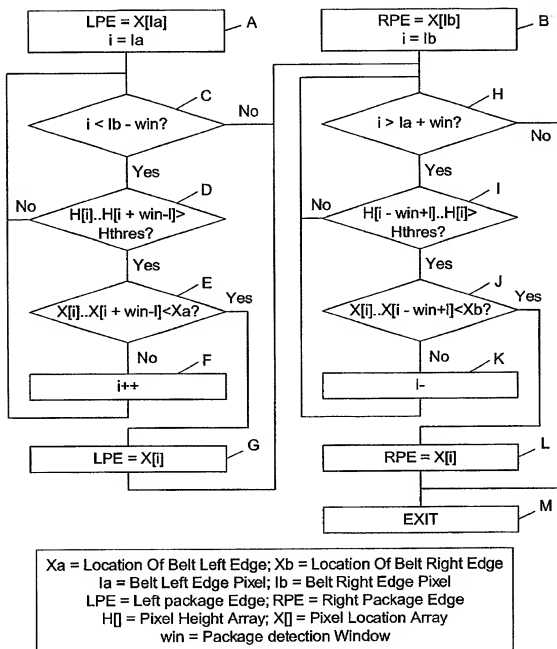 LPE = X[Ia]
i = Ia
A
C
i < Ib - win?
No
Yes
D
No
H[i]..H[i + win-I]>
Hthres?
Yes
E
X[i]..X[i + win-I]<Xa?
Yes
No
F
i++
G
LPE = X[i]
RPE = X[Ib]
i = Ib
B
H
i > Ia + win?
No
Yes
I
No
H[i - win+I]..H[i]>
Hthres?
Yes
J
X[i]..X[i - win+I]<Xb?
Yes
No
K
i-
L
RPE = X[i]
M
EXIT
Xa = Location Of Belt Left Edge; Xb = Location Of Belt Right Edge
Ia = Belt Left Edge Pixel; Ib = Belt Right Edge Pixel
LPE = Left package Edge; RPE = Right Package Edge
H[] = Pixel Height Array; X[] = Pixel Location Array
win = Package detection Window